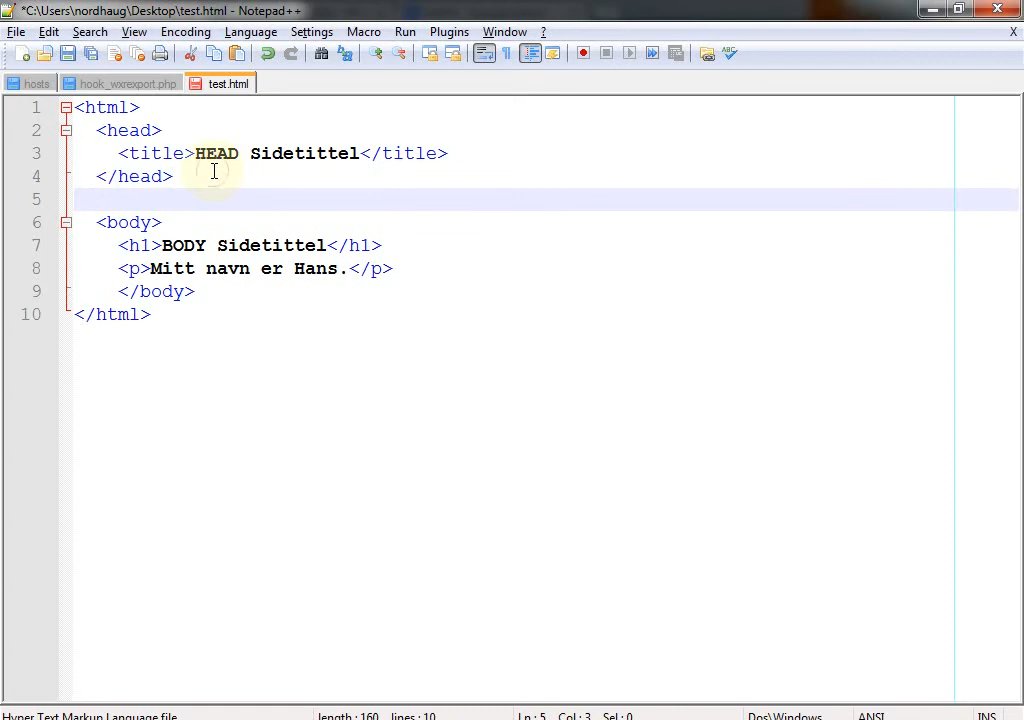 *C:\Users\nordhaug\Desktop\test.html - Notepad++
File Edit Search View Encoding Language Settings Macro Run Plugins Window ? X
hosts hook_wxrexport.php test.html
1 <html>
2 <head>
3 <title>HEAD Sidetittel</title>
4 </head>
5
6 <body>
7 <h1>BODY Sidetittel</h1>
8 <p>Mitt navn er Hans.</p>
9 </body>
10 </html>
Hyper Text Markup Language file length : 160 lines : 10 Ln : 5 Col : 3 Sel : 0 Dos\Windows ANSI INS